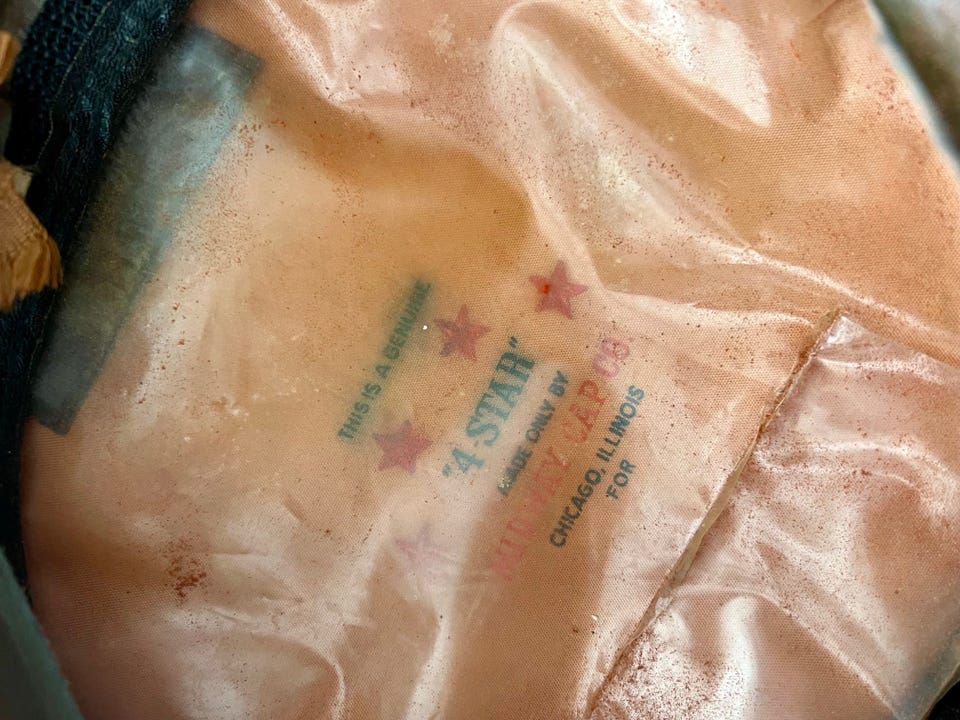 THIS IS A GENUINE
"4-STAR"
MADE ONLY BY
MIDWAY CAP CO
CHICAGO, ILLINOIS
FOR